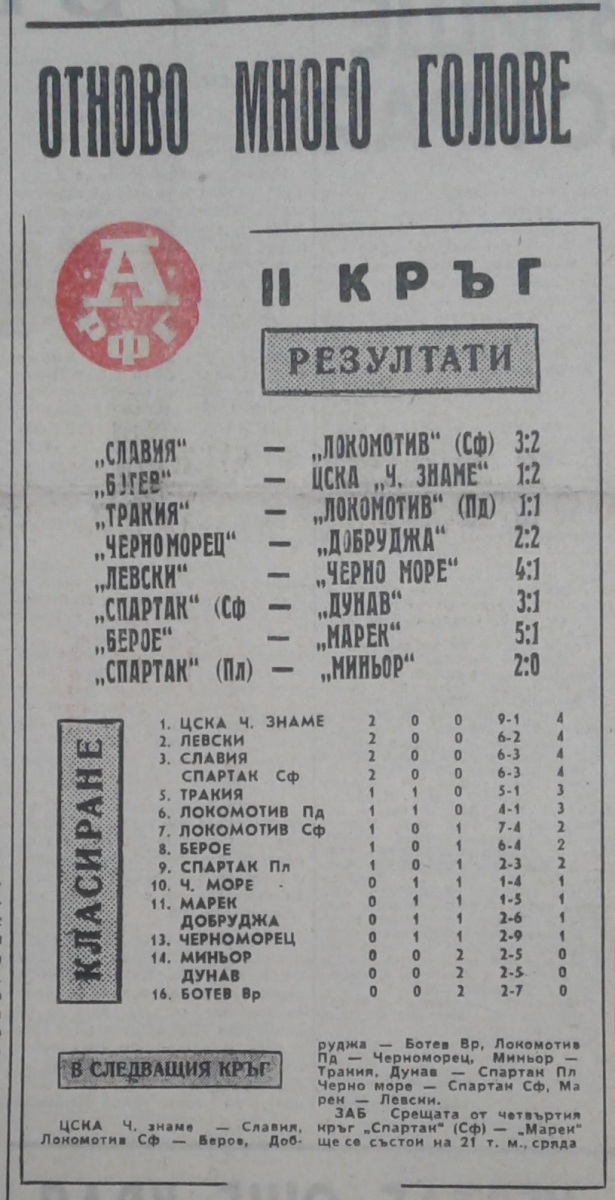 ОТНОВО МНОГО ГОЛОВЕ
А
РФГ
II КРЪГ
РЕЗУЛТАТИ
„СЛАВИЯ“ — „ЛОКОМОТИВ“ (Сф) 3:2
„БОТЕВ“ — ЦСКА „Ч. ЗНАМЕ“ 1:2
„ТРАКИЯ“ — „ЛОКОМОТИВ“ (Пд) 1:1
„ЧЕРНОМОРЕЦ“ — „ДОБРУДЖА“ 2:2
„ЛЕВСКИ“ — „ЧЕРНО МОРЕ“ 4:1
„СПАРТАК“ (Сф — „ДУНАВ“ 3:1
„БЕРОЕ“ — „МАРЕК“ 5:1
„СПАРТАК“ (Пл) — „МИНЬОР“ 2:0
КЛАСИРАНЕ
1. ЦСКА Ч. ЗНАМЕ 2 0 0 9-1 4
2. ЛЕВСКИ 2 0 0 6-2 4
3. СЛАВИЯ 2 0 0 6-3 4
СПАРТАК Сф 2 0 0 6-3 4
5. ТРАКИЯ 1 1 0 5-1 3
6. ЛОКОМОТИВ Пд 1 1 0 4-1 3
7. ЛОКОМОТИВ Сф 1 0 1 7-4 2
8. БЕРОЕ 1 0 1 6-4 2
9. СПАРТАК Пл 1 0 1 2-3 2
10. Ч. МОРЕ 0 1 1 1-4 1
11. МАРЕК 0 1 1 1-5 1
ДОБРУДЖА 0 1 1 2-6 1
13. ЧЕРНОМОРЕЦ 0 1 1 2-9 1
14. МИНЬОР 0 0 2 2-5 0
ДУНАВ 0 0 2 2-5 0
16. БОТЕВ Вр 0 0 2 2-7 0
В СЛЕДВАЩИЯ КРЪГ
ЦСКА Ч. знаме — Славия,
Локомотив Сф — Беров, Доб-
руджа — Ботев Вр, Локомотив
Пд — Черноморец, Миньор —
Тракия, Дунав — Спартак Пл
Черно море — Спартак Сф, Ма
рек — Левски.
ЗАБ Срещата от четвъртия
кръг „Спартак“ (Сф) — „Марек“
ще се състои на 21 т. м., сряда